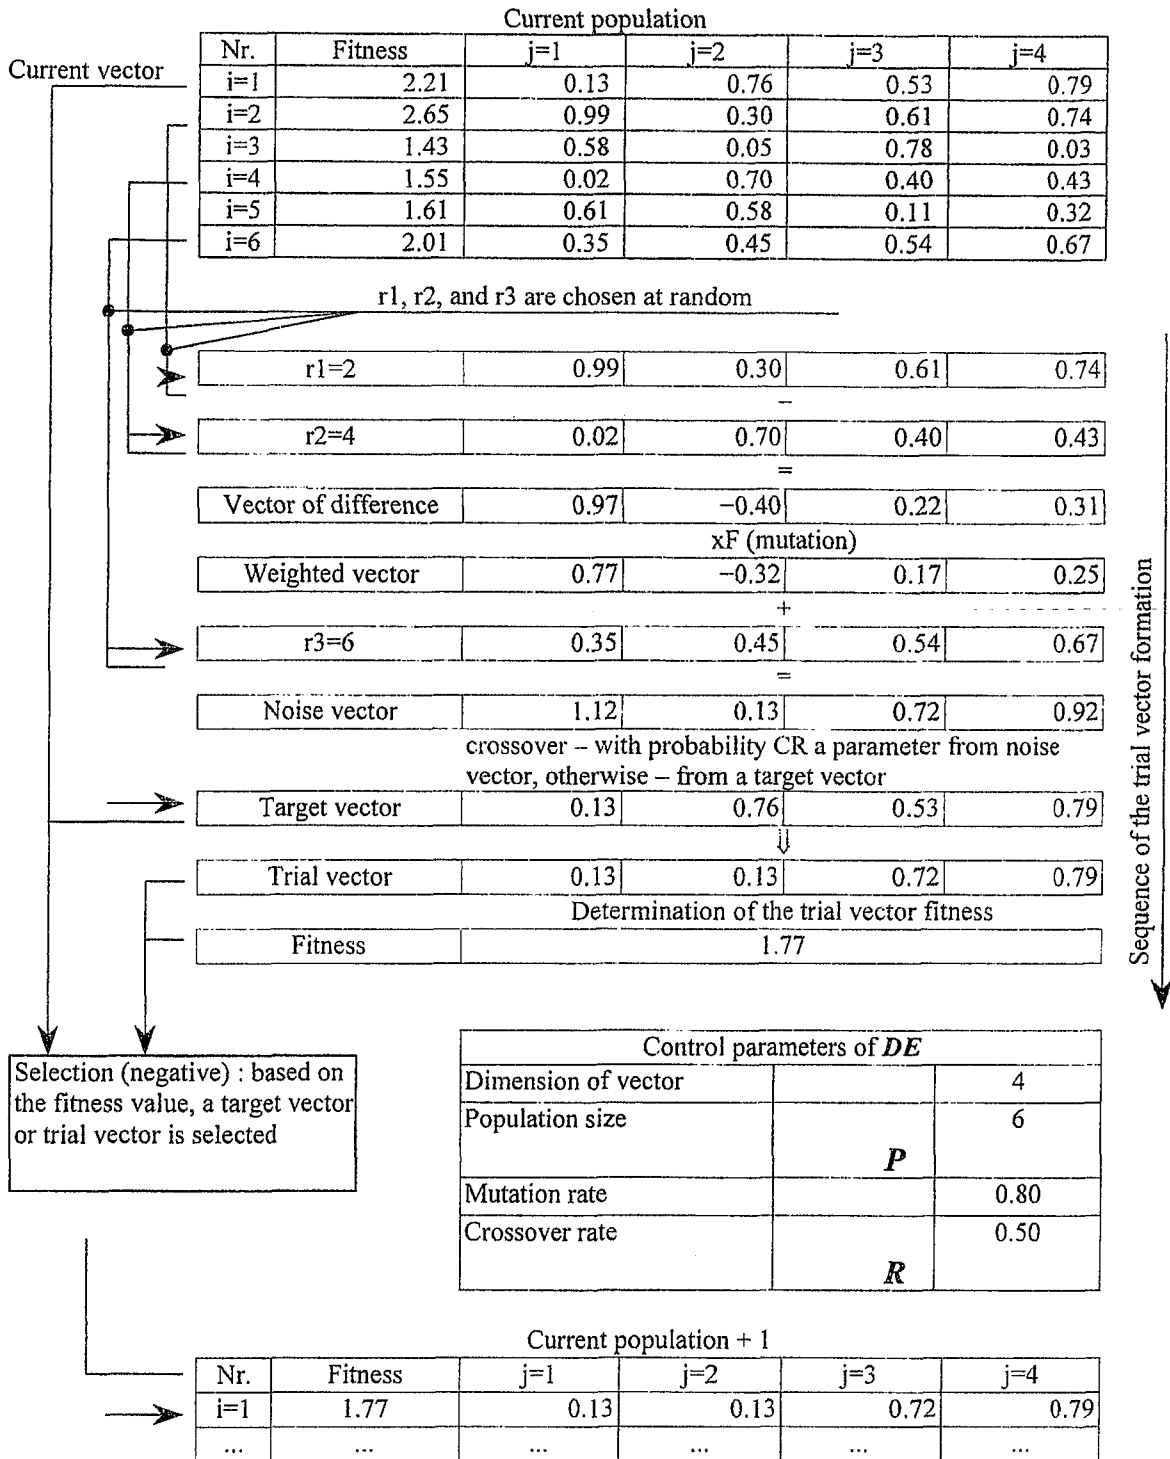 Current population
Nr. Fitness j=1 j=2 j=3 j=4
Current vector
i=1 2.21 0.13 0.76 0.53 0.79
i=2 2.65 0.99 0.30 0.61 0.74
i=3 1.43 0.58 0.05 0.78 0.03
i=4 1.55 0.02 0.70 0.40 0.43
i=5 1.61 0.61 0.58 0.11 0.32
i=6 2.01 0.35 0.45 0.54 0.67
r1, r2, and r3 are chosen at random
r1=2 0.99 0.30 0.61 0.74
−
r2=4 0.02 0.70 0.40 0.43
=
Vector of difference 0.97 −0.40 0.22 0.31
xF (mutation)
Weighted vector 0.77 −0.32 0.17 0.25
+
r3=6 0.35 0.45 0.54 0.67
=
Noise vector 1.12 0.13 0.72 0.92
crossover – with probability CR a parameter from noise
vector, otherwise – from a target vector
Target vector 0.13 0.76 0.53 0.79
⇓
Trial vector 0.13 0.13 0.72 0.79
Determination of the trial vector fitness
Fitness 1.77
Sequence of the trial vector formation
Selection (negative) : based on
the fitness value, a target vector
or trial vector is selected
Control parameters of DE
Dimension of vector 4
Population size 6
P
Mutation rate 0.80
Crossover rate 0.50
R
Current population + 1
Nr. Fitness j=1 j=2 j=3 j=4
i=1 1.77 0.13 0.13 0.72 0.79
... ... ... ... ... ...